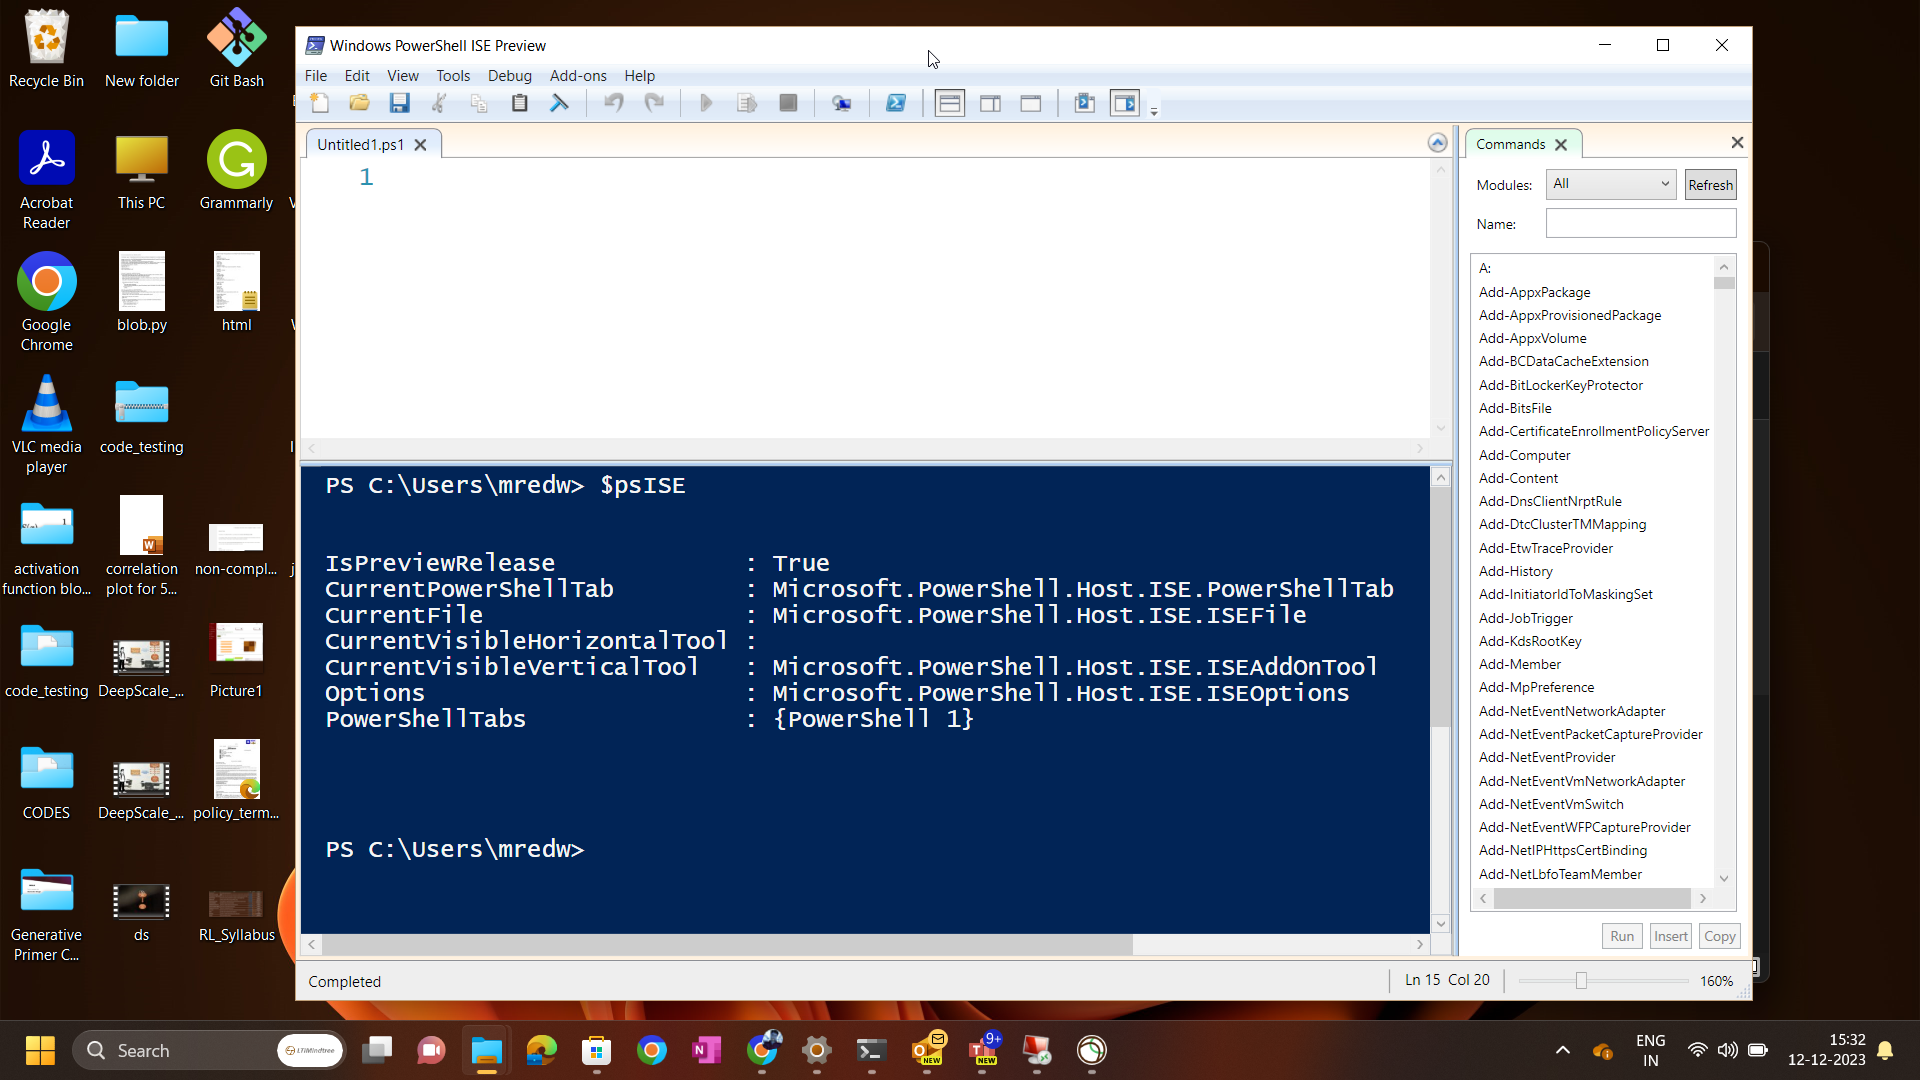 Recycle Bin
New folder
Git Bash
Acrobat
Reader
This PC
Grammarly
Google
Chrome
blob.py
html
VLC media
player
code_testing
activation
function blo...
correlation
plot for 5...
non-compl...
code_testing
DeepScale_...
Picture1
CODES
DeepScale_...
policy_term...
Generative
Primer C...
ds
RL_Syllabus
Windows PowerShell ISE Preview
File Edit View Tools Debug Add-ons Help
Untitled1.ps1
1
PS C:\Users\mredw> $psISE
IsPreviewRelease : True
CurrentPowerShellTab : Microsoft.PowerShell.Host.ISE.PowerShellTab
CurrentFile : Microsoft.PowerShell.Host.ISE.ISEFile
CurrentVisibleHorizontalTool :
CurrentVisibleVerticalTool : Microsoft.PowerShell.Host.ISE.ISEAddOnTool
Options : Microsoft.PowerShell.Host.ISE.ISEOptions
PowerShellTabs : {PowerShell 1}
PS C:\Users\mredw>
Commands
Modules: All Refresh
Name:
A:
Add-AppxPackage
Add-AppxProvisionedPackage
Add-AppxVolume
Add-BCDataCacheExtension
Add-BitLockerKeyProtector
Add-BitsFile
Add-CertificateEnrollmentPolicyServer
Add-Computer
Add-Content
Add-DnsClientNrptRule
Add-DtcClusterTMMapping
Add-EtwTraceProvider
Add-History
Add-InitiatorIdToMaskingSet
Add-JobTrigger
Add-KdsRootKey
Add-Member
Add-MpPreference
Add-NetEventNetworkAdapter
Add-NetEventPacketCaptureProvider
Add-NetEventProvider
Add-NetEventVmNetworkAdapter
Add-NetEventVmSwitch
Add-NetEventWFPCaptureProvider
Add-NetIPHttpsCertBinding
Add-NetLbfoTeamMember
Run Insert Copy
Completed
Ln 15 Col 20
160%
Search
LTIMindtree
NEW
9+
NEW
ENG
IN
15:32
12-12-2023